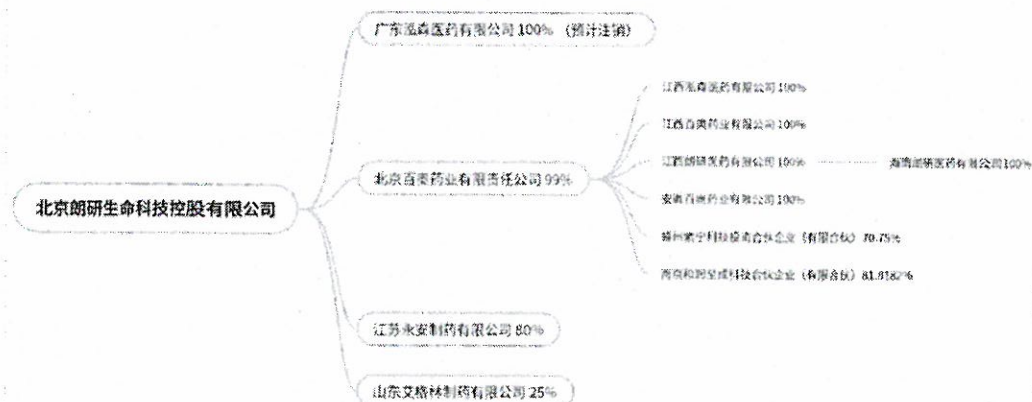 广东泓森医药有限公司 100% （预计注销）
江西泓森医药有限公司 100%
江西百奥药业有限公司 100%
北京百奥药业有限责任公司 99%
江西朗研医药有限公司 100%
海南朗研医药有限公司 100%
北京朗研生命科技控股有限公司
安徽百奥药业有限公司 100%
科技投资合伙企业（有限合伙） 70.75%
科技合伙企业（有限合伙） 81.8182%
江苏永安制药有限公司 80%
山东艾格林制药有限公司 25%